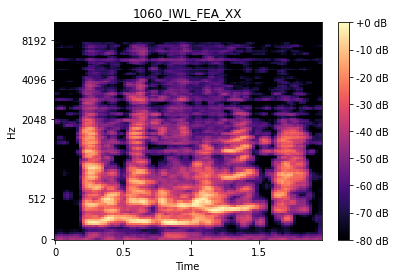 1060_IWL_FEA_XX
8192
4096
2048
1024
512
0
Hz
0
0.5
1
1.5
Time
+0 dB
-10 dB
-20 dB
-30 dB
-40 dB
-50 dB
-60 dB
-70 dB
-80 dB